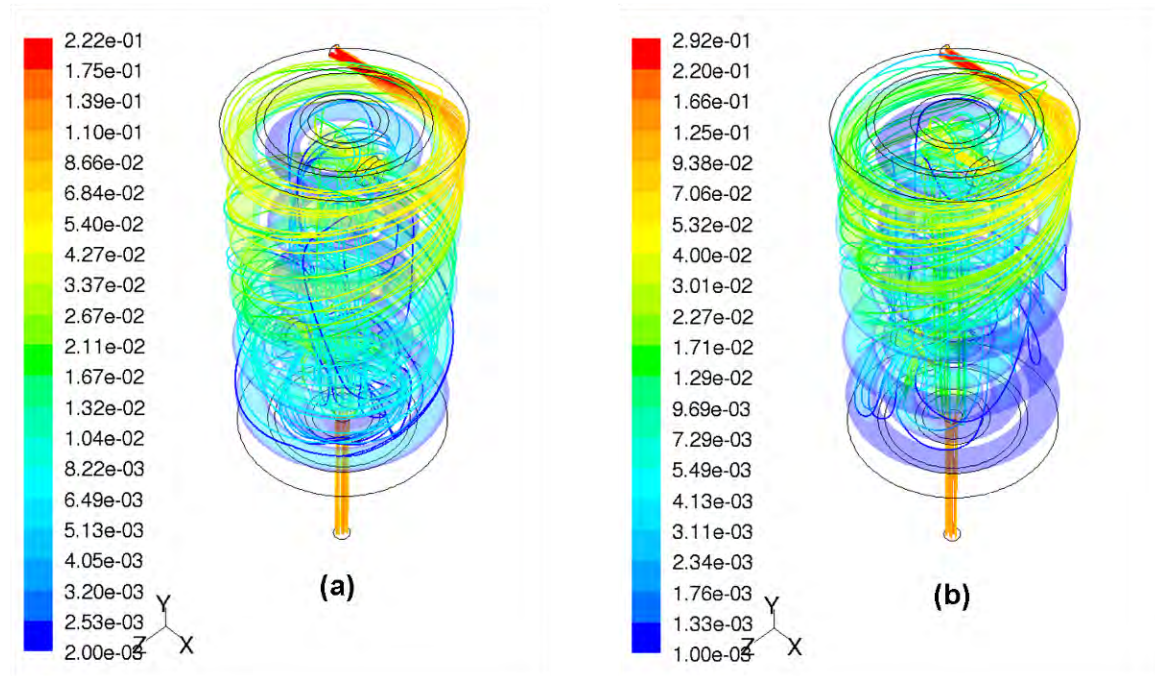 2.22e-01
1.75e-01
1.39e-01
1.10e-01
8.66e-02
6.84e-02
5.40e-02
4.27e-02
3.37e-02
2.67e-02
2.11e-02
1.67e-02
1.32e-02
1.04e-02
8.22e-03
6.49e-03
5.13e-03
4.05e-03
3.20e-03
2.53e-03
2.00e-03
Y
Z
X
(a)
2.92e-01
2.20e-01
1.66e-01
1.25e-01
9.38e-02
7.06e-02
5.32e-02
4.00e-02
3.01e-02
2.27e-02
1.71e-02
1.29e-02
9.69e-03
7.29e-03
5.49e-03
4.13e-03
3.11e-03
2.34e-03
1.76e-03
1.33e-03
1.00e-03
Y
Z
X
(b)